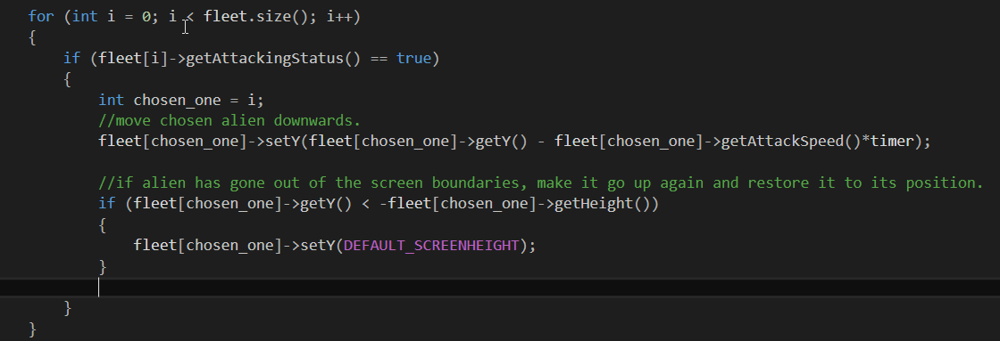 for (int i = 0; i < fleet.size(); i++)
{
if (fleet[i]->getAttackingStatus() == true)
{
int chosen_one = i;
//move chosen alien downwards.
fleet[chosen_one]->setY(fleet[chosen_one]->getY() - fleet[chosen_one]->getAttackSpeed()*timer);
//if alien has gone out of the screen boundaries, make it go up again and restore it to its position.
if (fleet[chosen_one]->getY() < -fleet[chosen_one]->getHeight())
{
fleet[chosen_one]->setY(DEFAULT_SCREENHEIGHT);
}
}
}